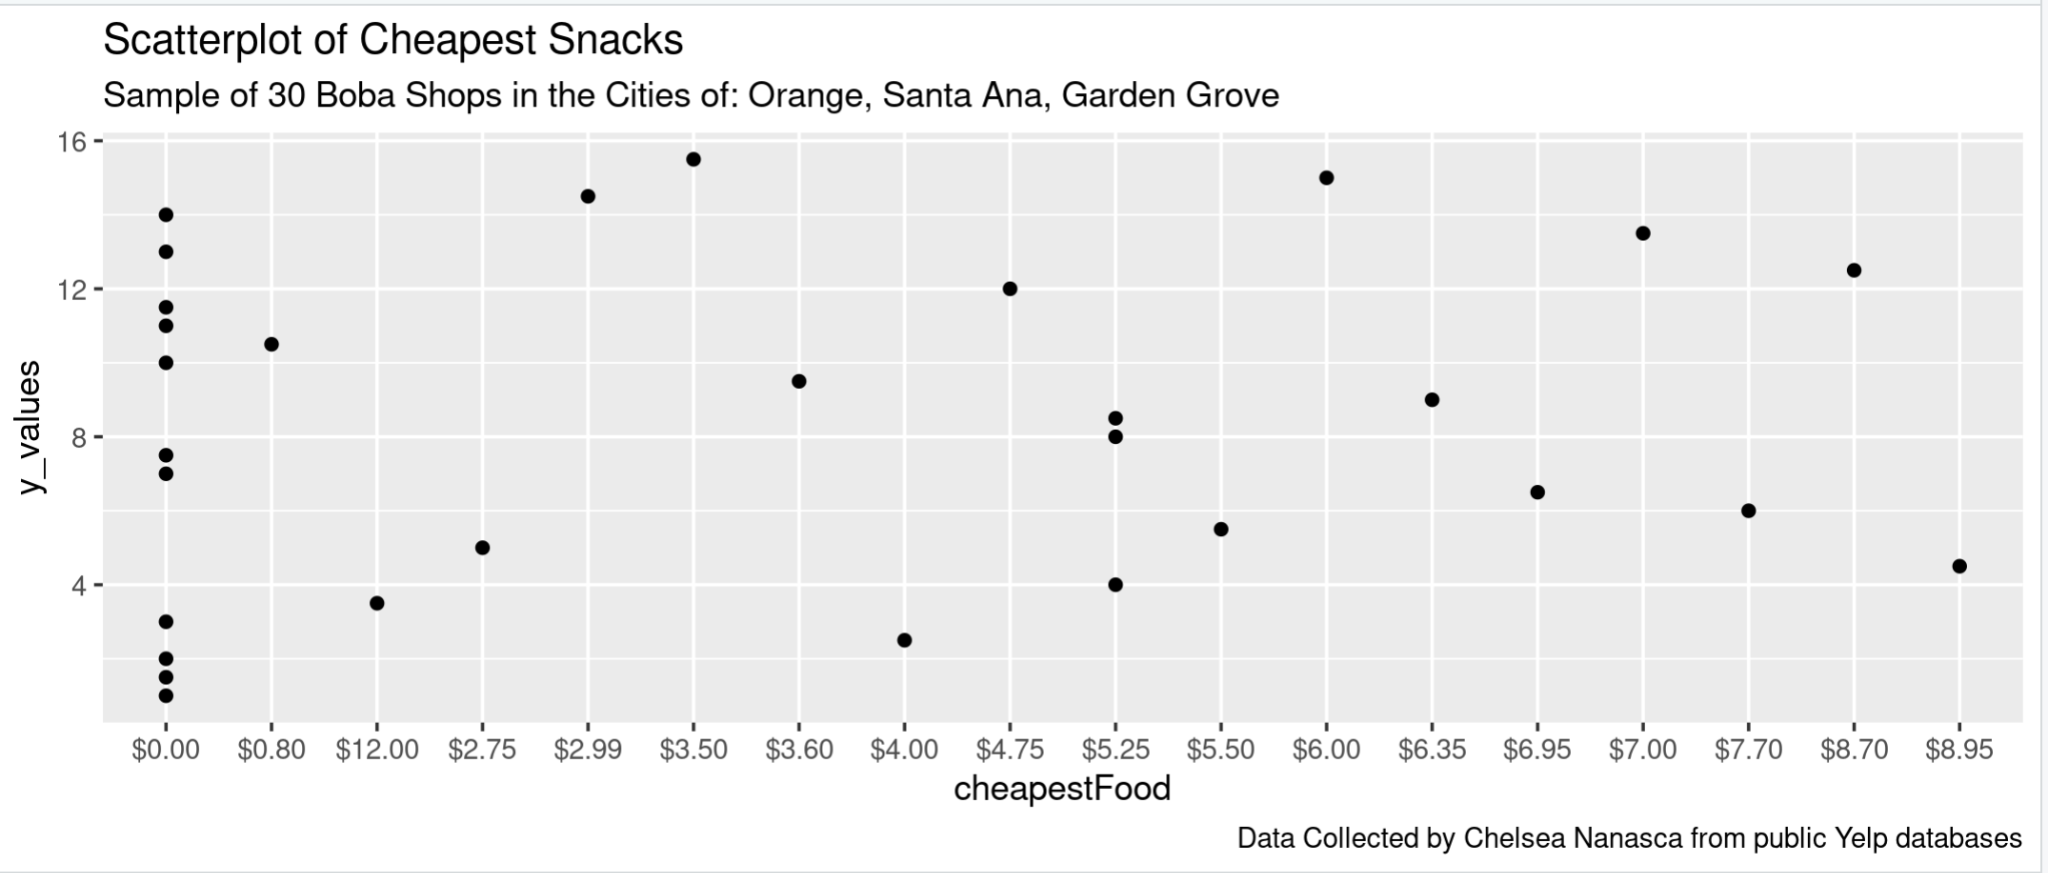 Scatterplot of Cheapest Snacks
Sample of 30 Boba Shops in the Cities of: Orange, Santa Ana, Garden Grove
16
12
8
4
y_values
$0.00 $0.80 $12.00 $2.75 $2.99 $3.50 $3.60 $4.00 $4.75 $5.25 $5.50 $6.00 $6.35 $6.95 $7.00 $7.70 $8.70 $8.95
cheapestFood
Data Collected by Chelsea Nanasca from public Yelp databases